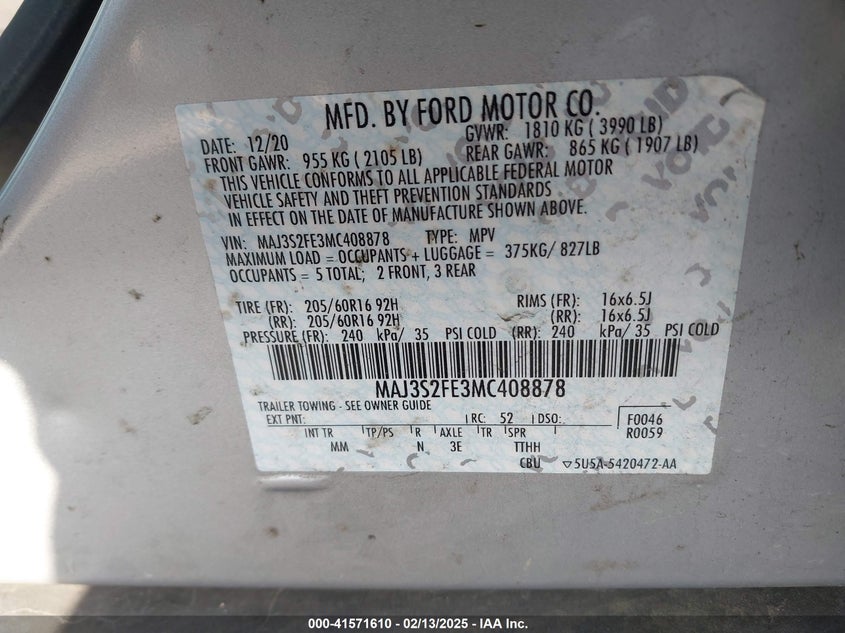 MFD. BY FORD MOTOR CO.
DATE: 12/20 GVWR: 1810 KG ( 3990 LB)
FRONT GAWR: 955 KG ( 2105 LB) REAR GAWR: 865 KG ( 1907 LB)
THIS VEHICLE CONFORMS TO ALL APPLICABLE FEDERAL MOTOR
VEHICLE SAFETY AND THEFT PREVENTION STANDARDS
IN EFFECT ON THE DATE OF MANUFACTURE SHOWN ABOVE.
VIN: MAJ3S2FE3MC408878 TYPE: MPV
MAXIMUM LOAD = OCCUPANTS + LUGGAGE = 375KG/ 827LB
OCCUPANTS = 5 TOTAL; 2 FRONT, 3 REAR
TIRE (FR): 205/60R16 92H RIMS (FR): 16x6.5J
(RR): 205/60R16 92H (RR): 16x6.5J
PRESSURE (FR): 240 kPa/ 35 PSI COLD (RR): 240 kPa/ 35 PSI COLD
MAJ3S2FE3MC408878
TRAILER TOWING - SEE OWNER GUIDE
EXT PNT: RC: 52 DSO: F0046
INT TR TP/PS R AXLE TR SPR R0059
MM N 3E TTHH
CBU 5U5A-5420472-AA
000-41571610 - 02/13/2025 - IAA Inc.